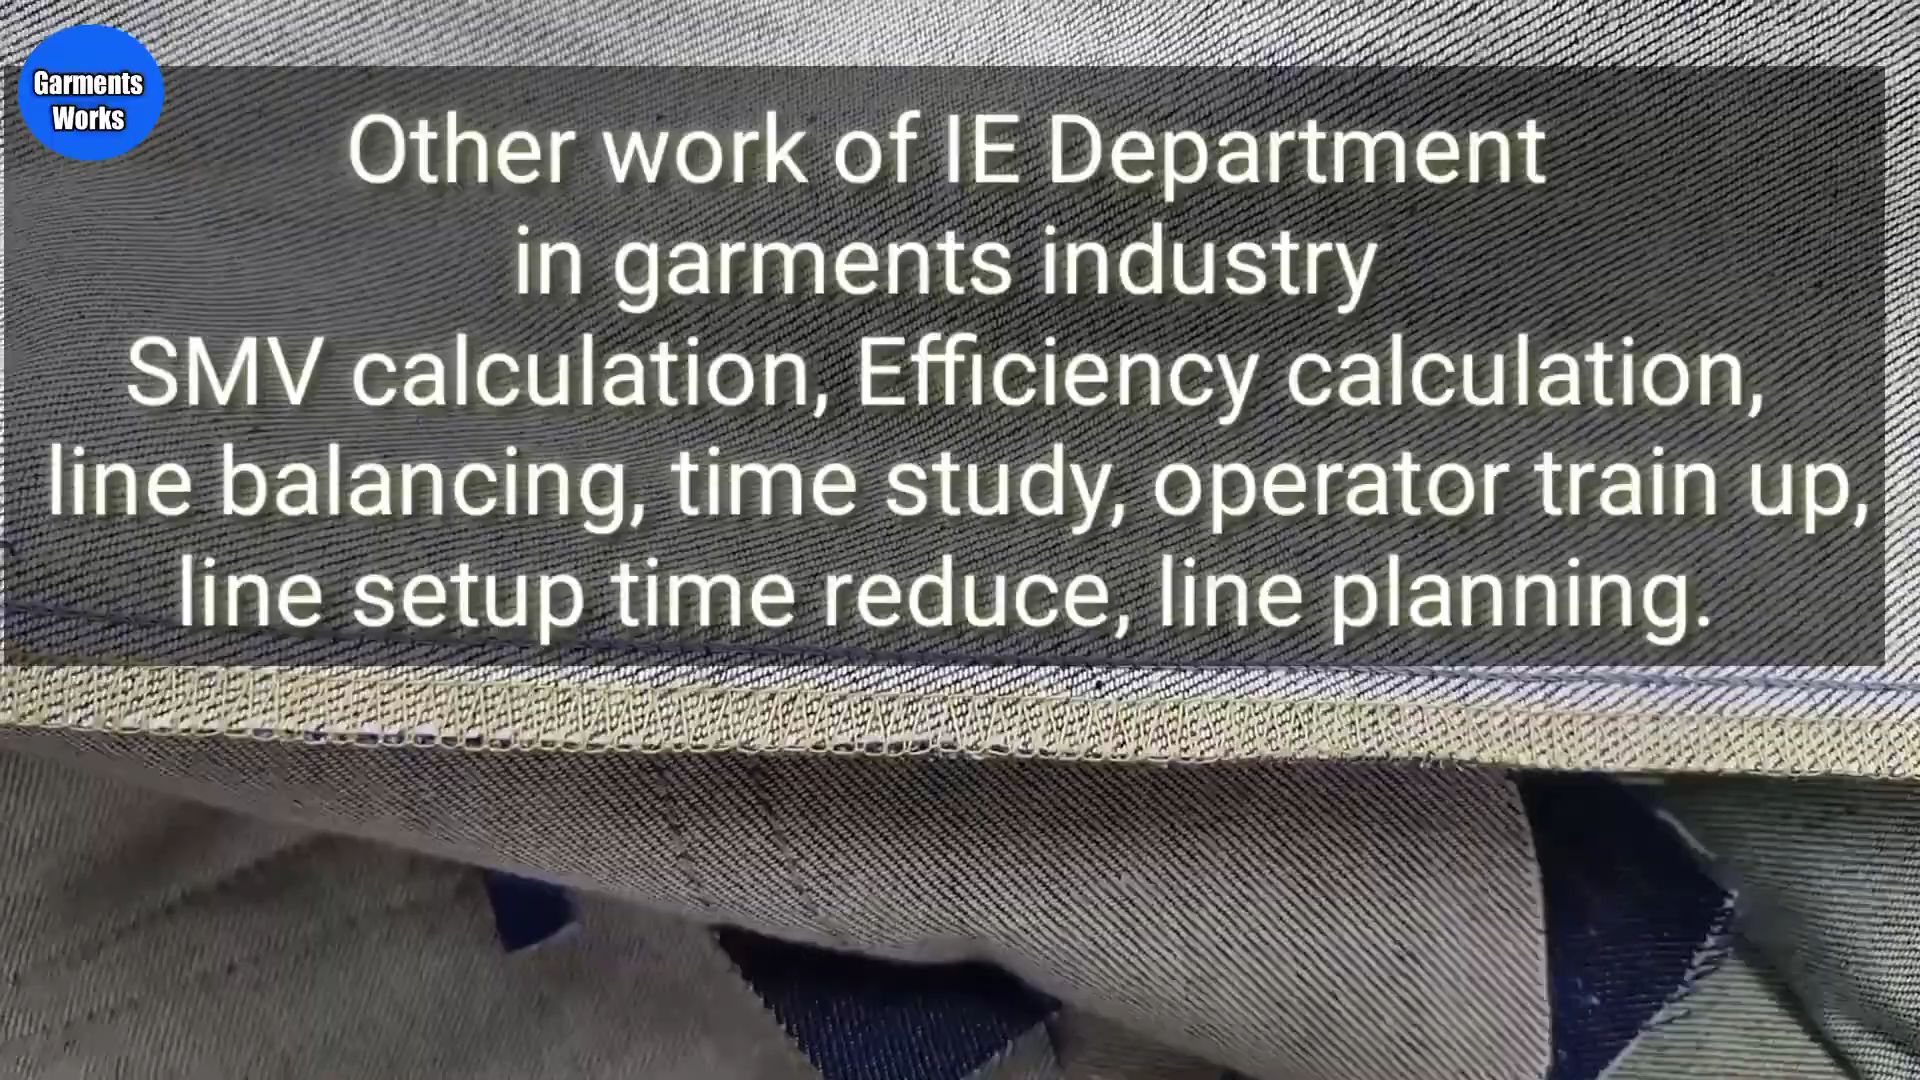 Garments
Works
Other work of IE Department
in garments industry
SMV calculation, Efficiency calculation,
line balancing, time study, operator train up,
line setup time reduce, line planning.